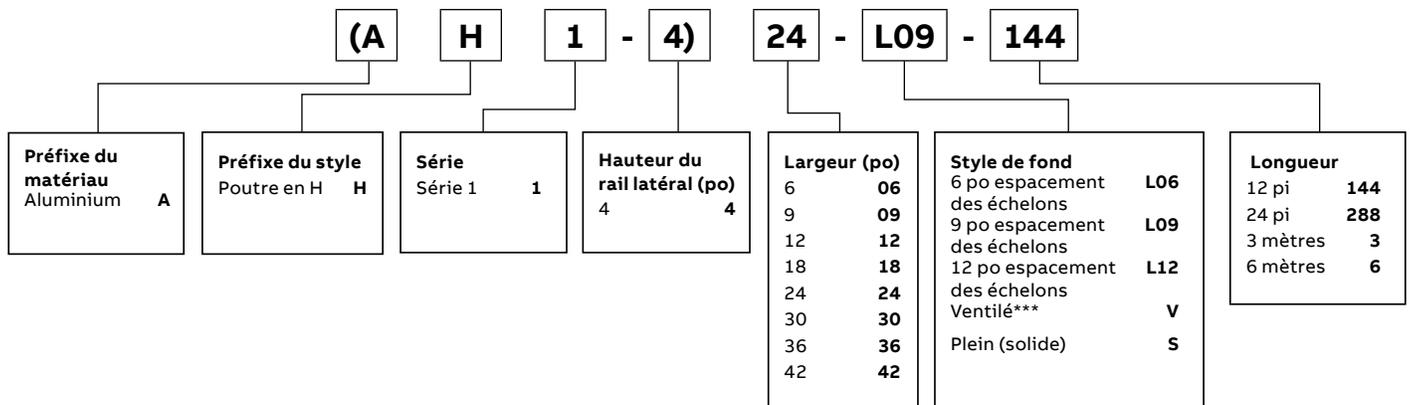 (A H 1 - 4) 24 - L09 - 144
Préfixe du
matériau
Aluminium A
Préfixe du style
Poutre en H H
Série
Série 1 1
Hauteur du
rail latéral (po)
4 4
Largeur (po)
6 06
9 09
12 12
18 18
24 24
30 30
36 36
42 42
Style de fond
6 po espacement L06
des échelons
9 po espacement L09
des échelons
12 po espacement L12
des échelons
Ventilé*** V
Plein (solide) S
Longueur
12 pi 144
24 pi 288
3 mètres 3
6 mètres 6